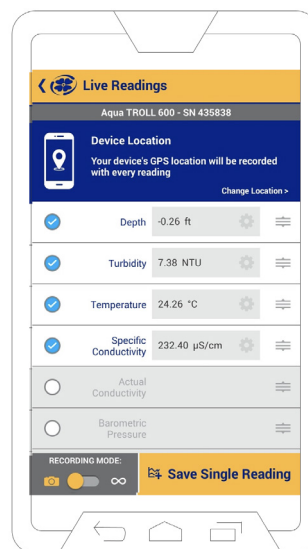 Live Readings
Aqua TROLL 600 - SN 435838
Device Location
Your device's GPS location will be recorded
with every reading
Change Location >
Depth -0.26 ft
Turbidity 7.38 NTU
Temperature 24.26 °C
Specific
Conductivity 232.40 µS/cm
Actual
Conductivity
Barometric
Pressure
RECORDING MODE:
Save Single Reading